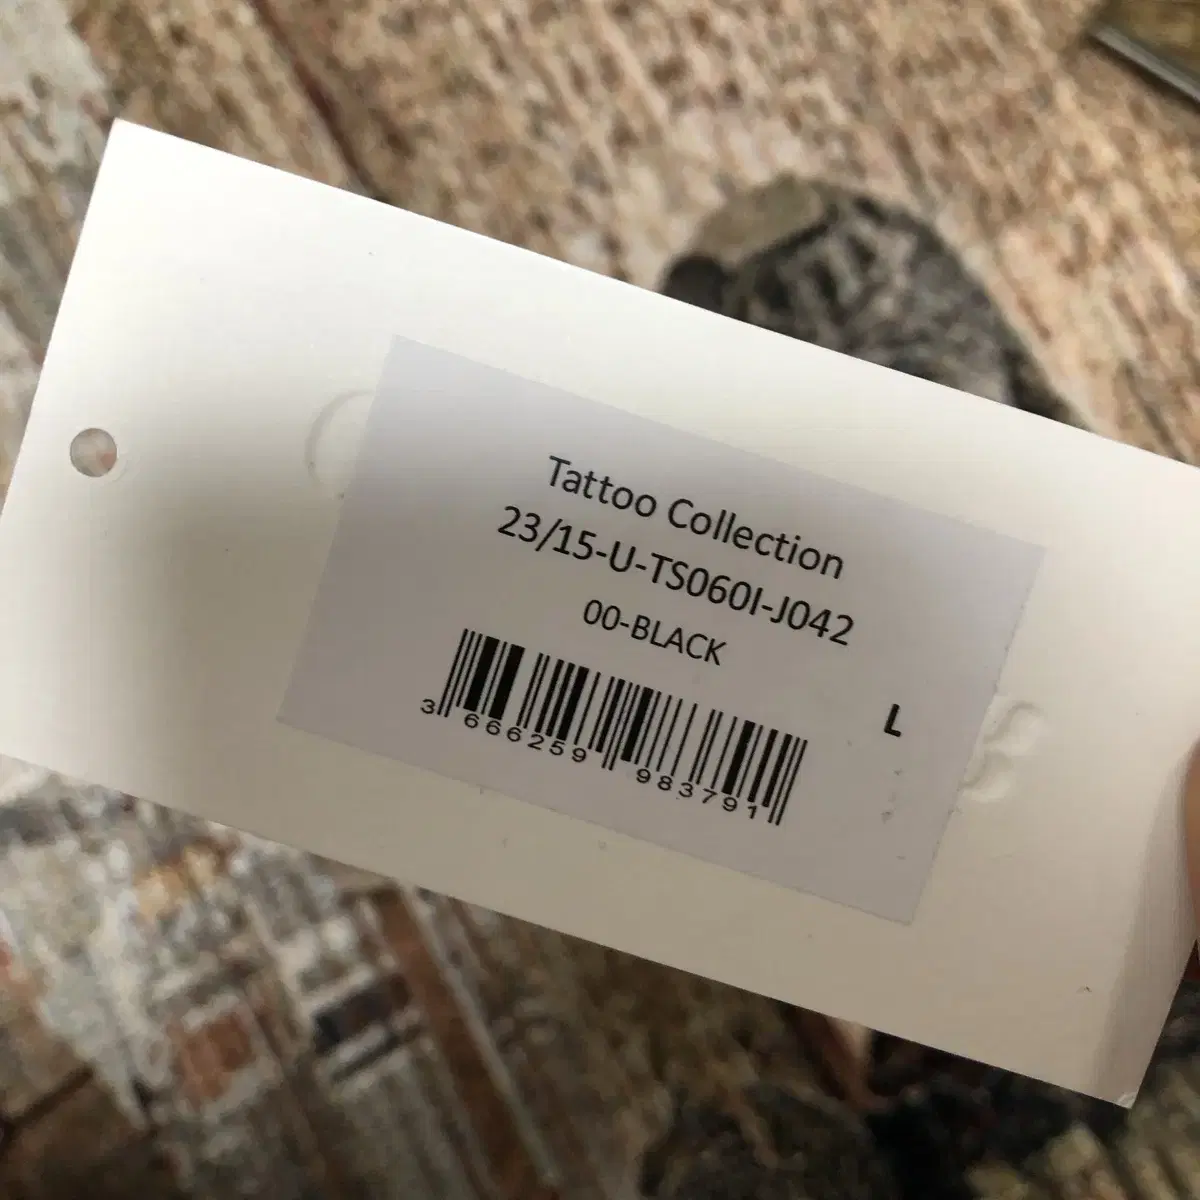 Tattoo Collection
23/15-U-TS060I-J042
00-BLACK
L
3 666259 983791